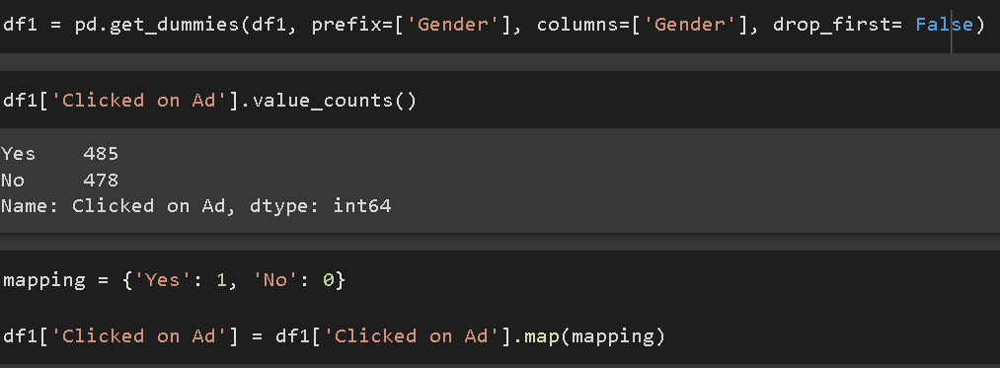 df1 = pd.get_dummies(df1, prefix=['Gender'], columns=['Gender'], drop_first= False)
df1['Clicked on Ad'].value_counts()
Yes    485
No     478
Name: Clicked on Ad, dtype: int64
mapping = {'Yes': 1, 'No': 0}
df1['Clicked on Ad'] = df1['Clicked on Ad'].map(mapping)